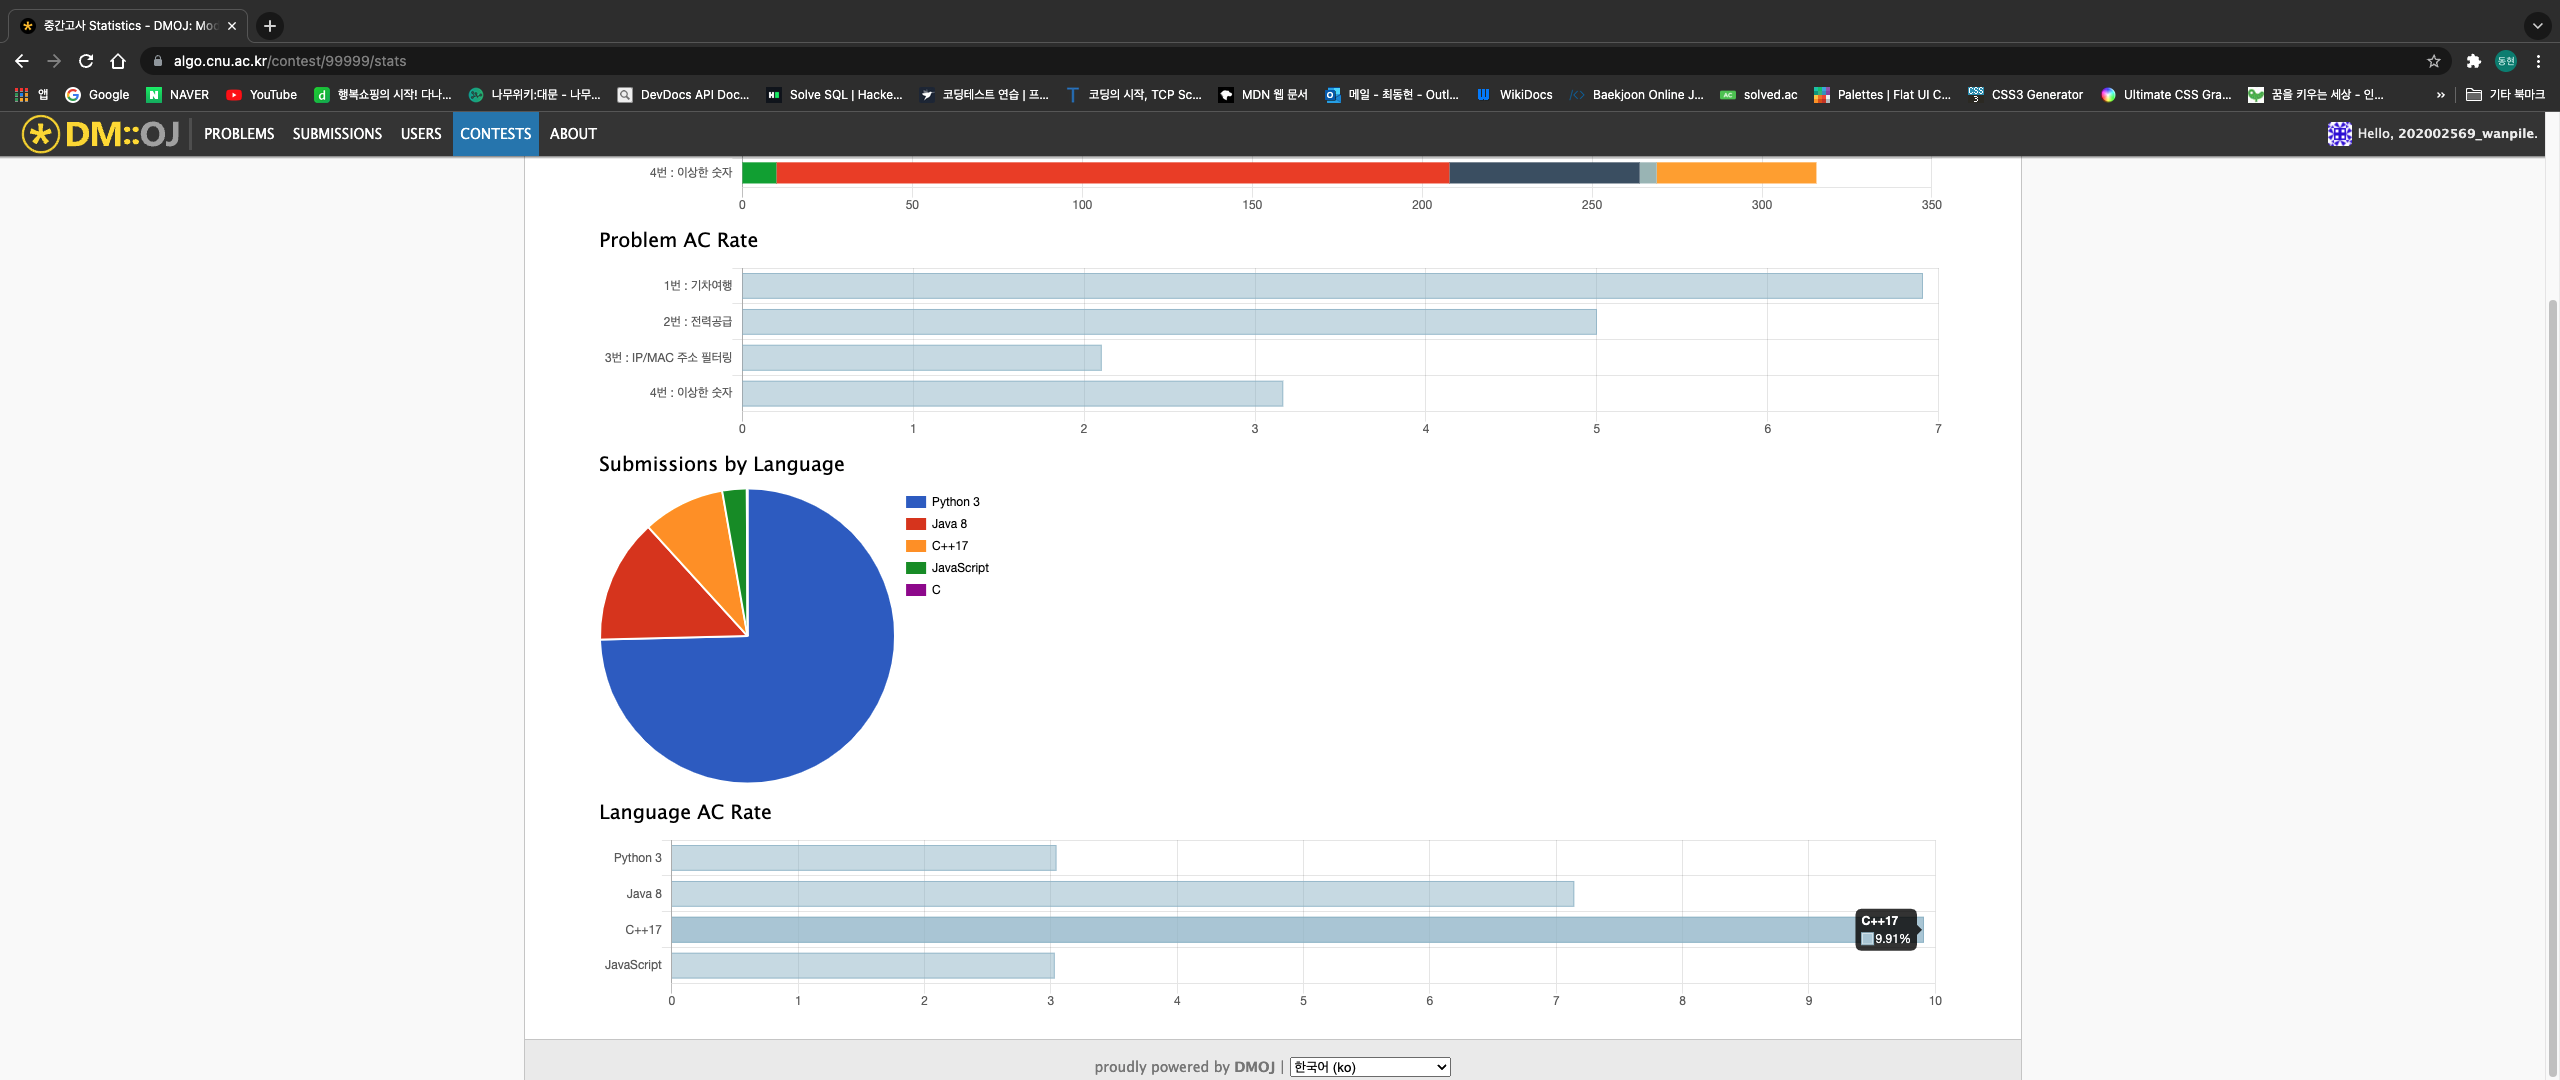 중간고사 Statistics - DMOJ: Moc
algo.cnu.ac.kr/contest/99999/stats
앱 Google NAVER YouTube 행복쇼핑의 시작! 다나... 나무위키:대문 - 나무... DevDocs API Doc... Solve SQL | Hacke... 코딩테스트 연습 | 프... 코딩의 시작, TCP Sc... MDN 웹 문서 메일 - 최동현 - Outl... WikiDocs Baekjoon Online J... solved.ac Palettes | Flat UI C... CSS3 Generator Ultimate CSS Gra... 꿈을 키우는 세상 - 인... » 기타 북마크
DM::OJ PROBLEMS SUBMISSIONS USERS CONTESTS ABOUT Hello, 202002569_wanpile.
4번 : 이상한 숫자
0 50 100 150 200 250 300 350
Problem AC Rate
1번 : 기차여행
2번 : 전력공급
3번 : IP/MAC 주소 필터링
4번 : 이상한 숫자
0 1 2 3 4 5 6 7
Submissions by Language
Python 3
Java 8
C++17
JavaScript
C
Language AC Rate
Python 3
Java 8
C++17
C++17
9.91%
JavaScript
0 1 2 3 4 5 6 7 8 9 10
proudly powered by DMOJ | 한국어 (ko)